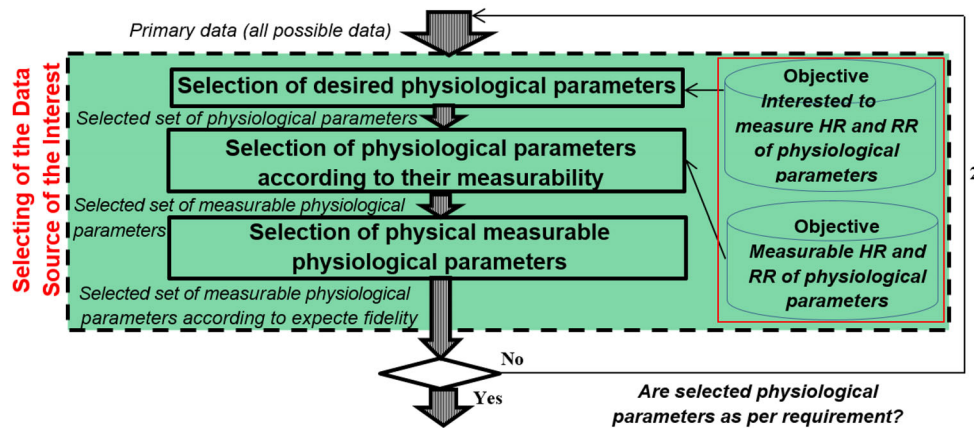 Primary data (all possible data)
Selecting of the Data
Source of the Interest
Selection of desired physiological parameters
Selected set of physiological parameters
Selection of physiological parameters
according to their measurability
Selected set of measurable physiological
parameters
Selection of physical measurable
physiological parameters
Selected set of measurable physiological
parameters according to expecte fidelity
Objective
Interested to
measure HR and RR
of physiological
parameters
Objective
Measurable HR and
RR of physiological
parameters
2
No
Yes
Are selected physiological
parameters as per requirement?